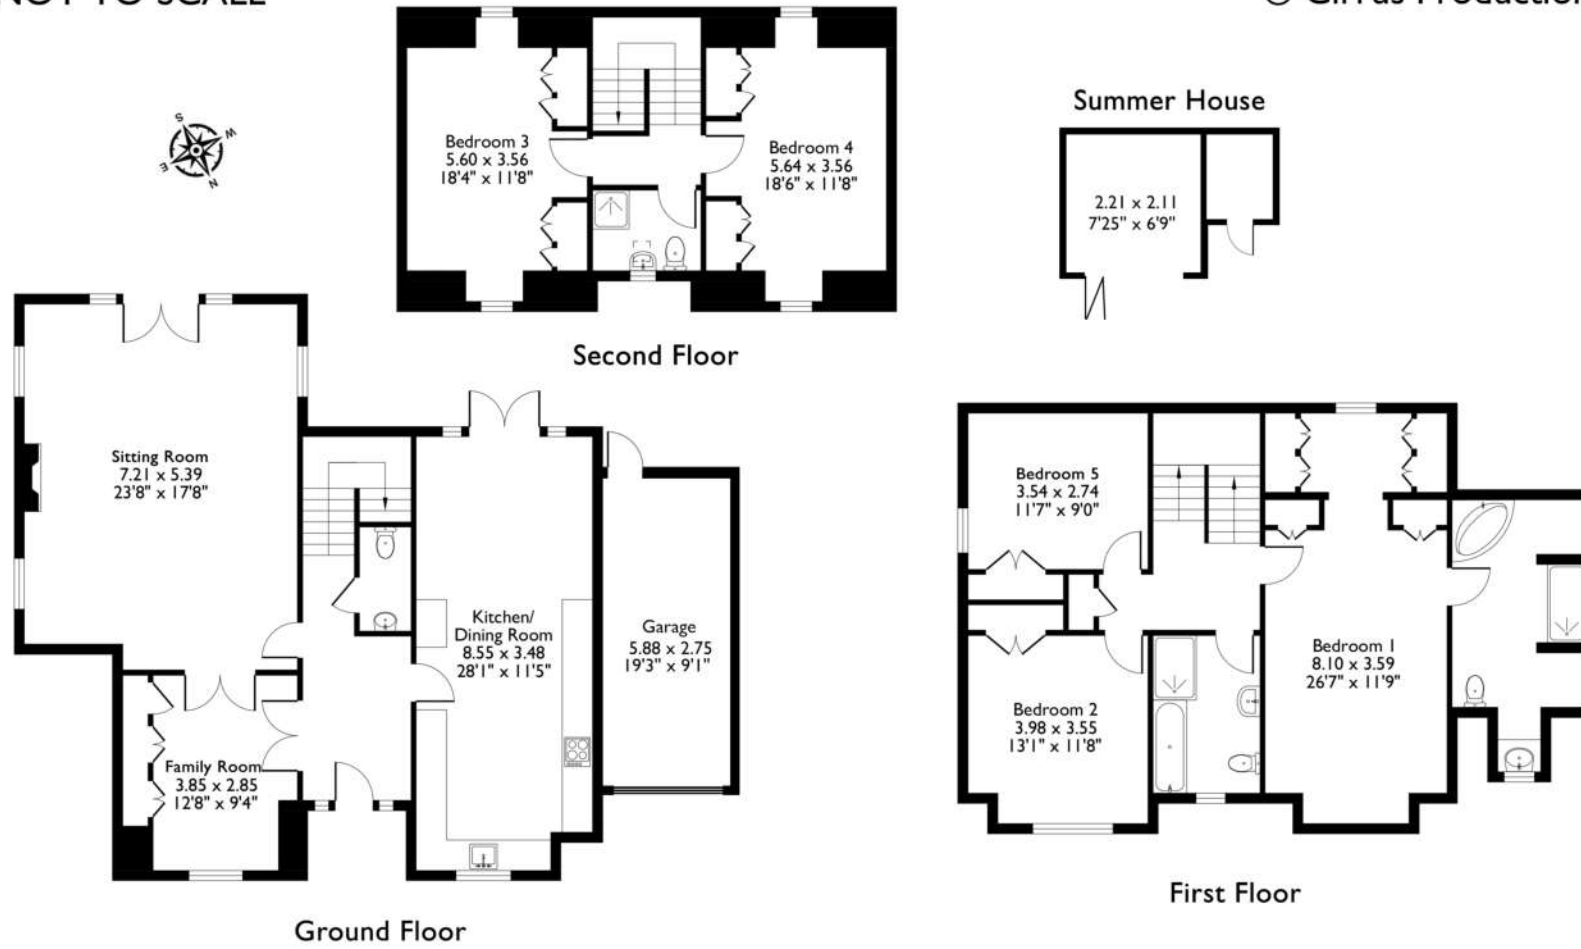 NOT TO SCALE
© Cirrus Production
S
W
E
N
Bedroom 3
5.60 x 3.56
18'4" x 11'8"
Bedroom 4
5.64 x 3.56
18'6" x 11'8"
Second Floor
Summer House
2.21 x 2.11
7'25" x 6'9"
Sitting Room
7.21 x 5.39
23'8" x 17'8"
Kitchen/
Dining Room
8.55 x 3.48
28'1" x 11'5"
Garage
5.88 x 2.75
19'3" x 9'1"
Family Room
3.85 x 2.85
12'8" x 9'4"
Ground Floor
Bedroom 5
3.54 x 2.74
11'7" x 9'0"
Bedroom 1
8.10 x 3.59
26'7" x 11'9"
Bedroom 2
3.98 x 3.55
13'1" x 11'8"
First Floor